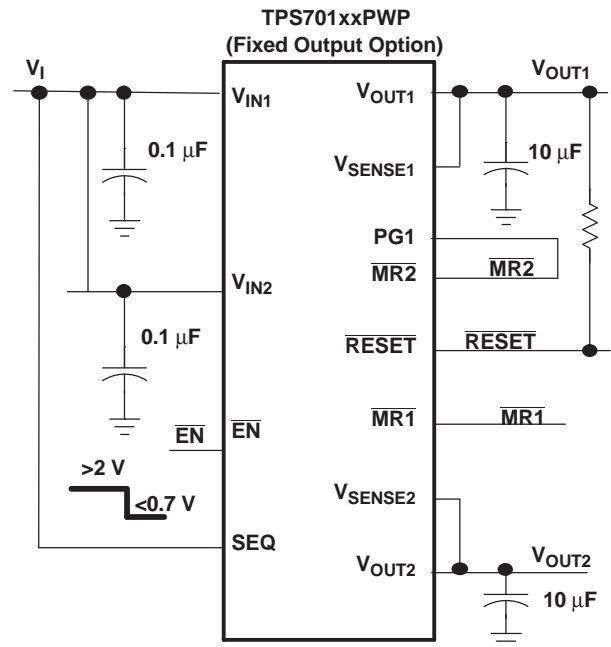 TPS701xxPWP
(Fixed Output Option)
VI
VOUT1
VIN1
VOUT1
0.1 μF
10 μF
VSENSE1
PG1
MR2
MR2
VIN2
0.1 μF
RESET
RESET
EN
EN
MR1
MR1
>2 V
<0.7 V
VSENSE2
SEQ
VOUT2
VOUT2
10 μF